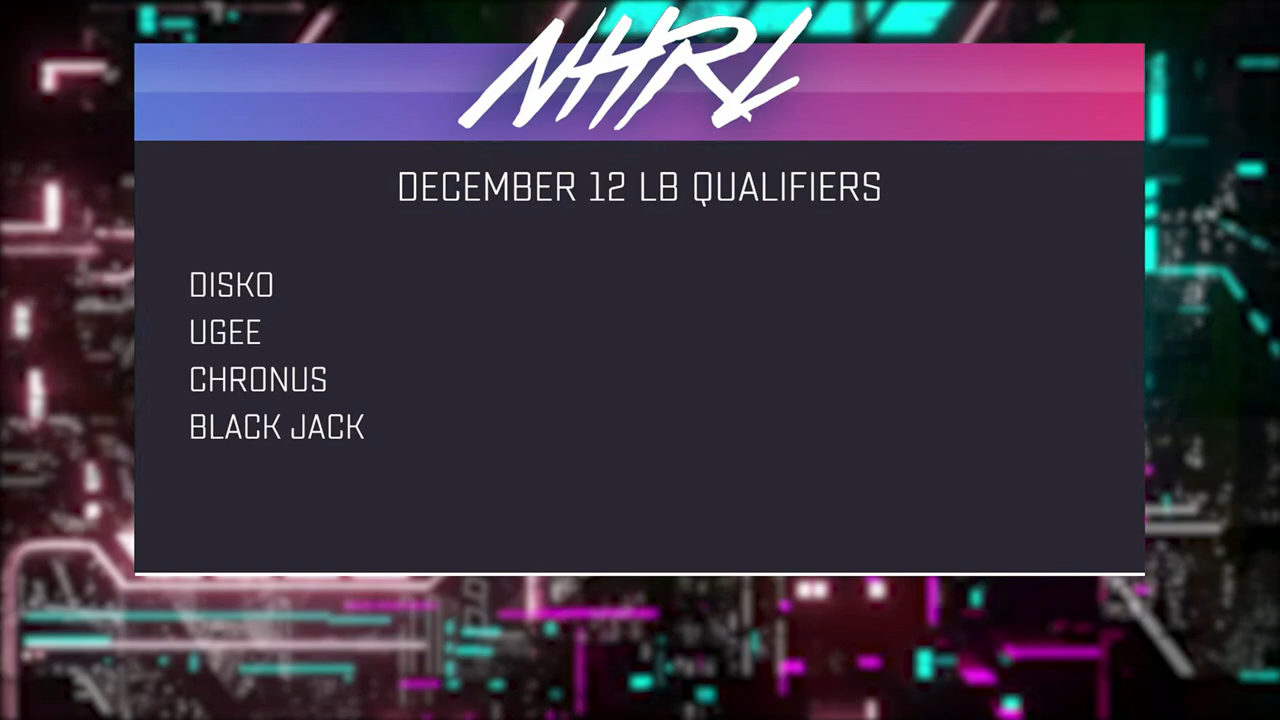 NHRL
DECEMBER 12 LB QUALIFIERS
DISKO
UGEE
CHRONUS
BLACK JACK